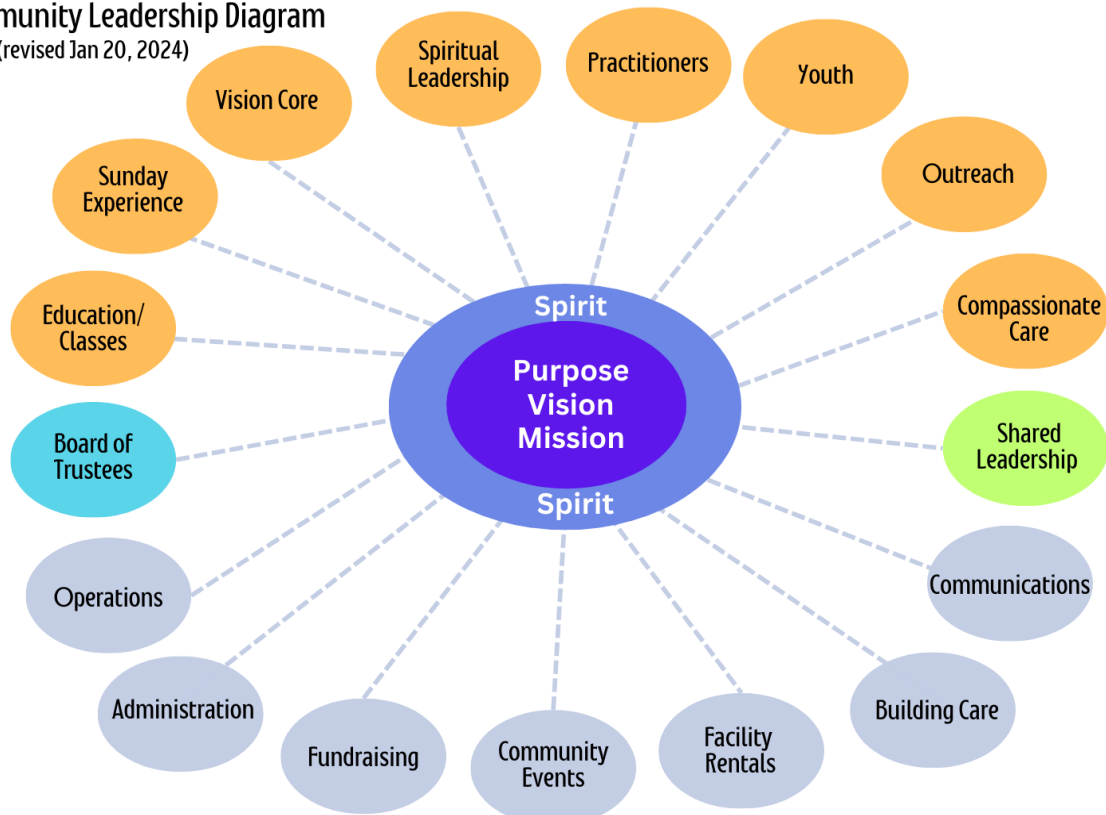 munity Leadership Diagram
(revised Jan 20, 2024)
Spiritual
Leadership
Practitioners
Youth
Vision Core
Outreach
Sunday
Experience
Compassionate
Care
Education/
Classes
Spirit
Purpose
Vision
Mission
Spirit
Board of
Trustees
Shared
Leadership
Operations
Communications
Administration
Building Care
Fundraising
Community
Events
Facility
Rentals